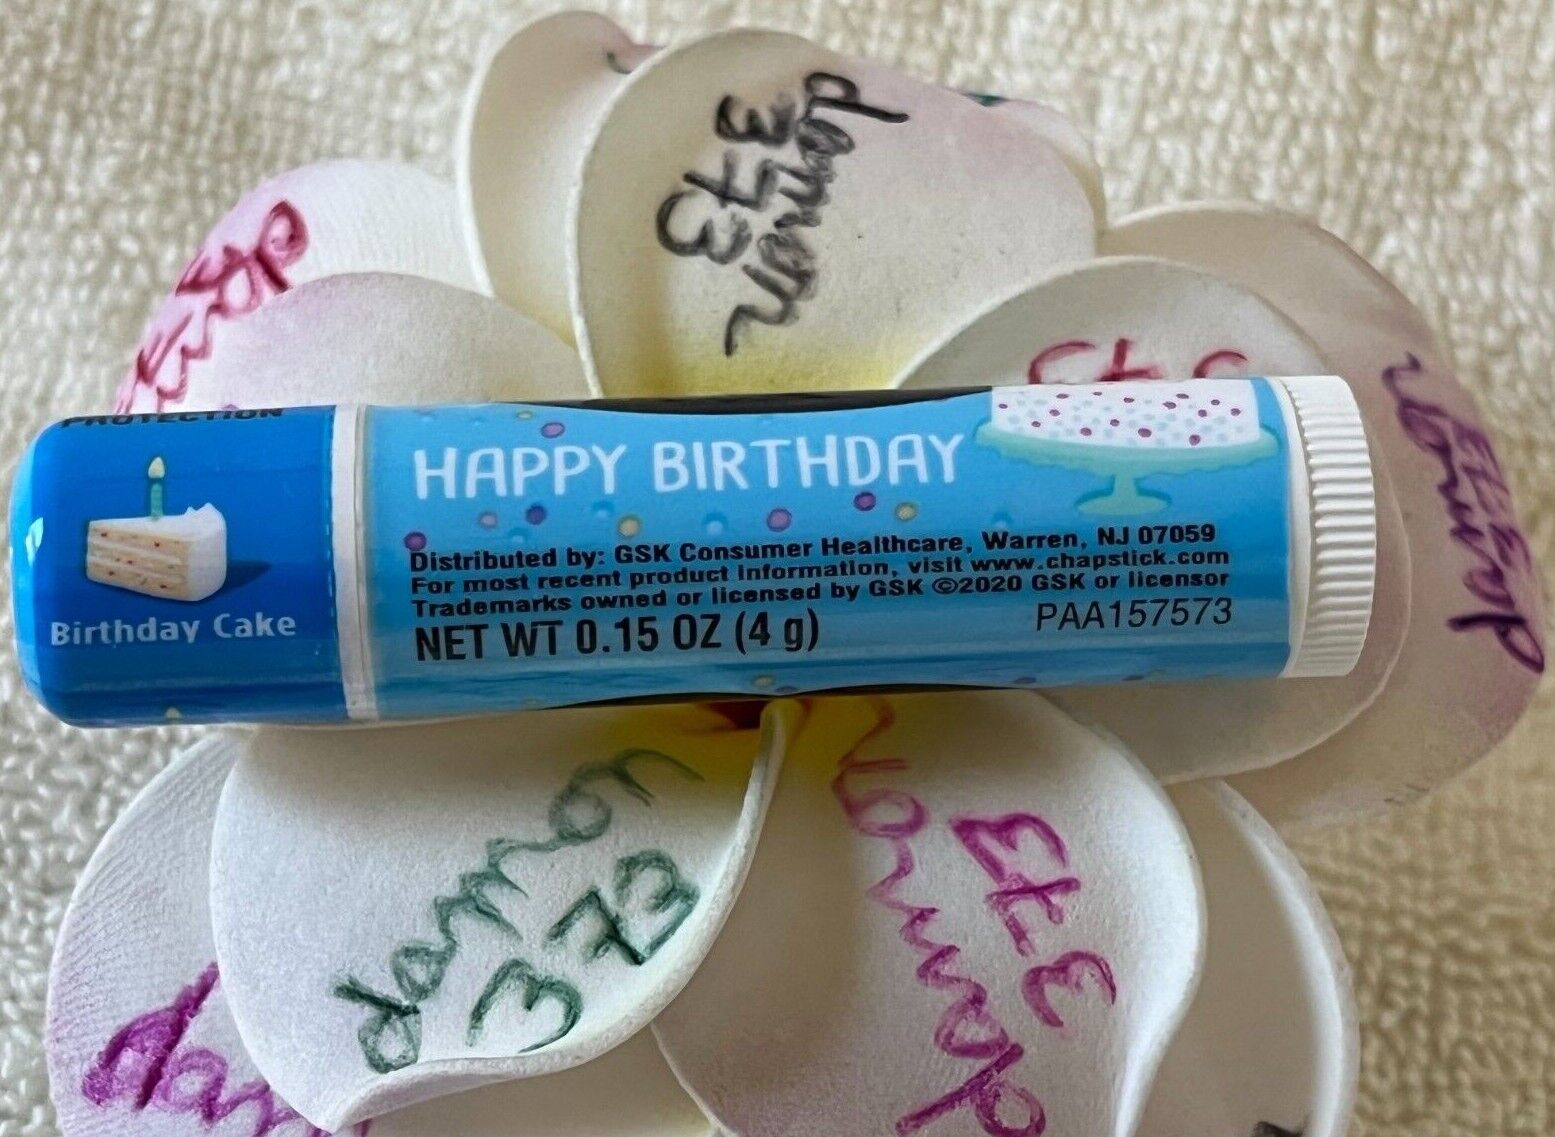 damon
373
PROTECTION
Birthday Cake
HAPPY BIRTHDAY
Distributed by: GSK Consumer Healthcare, Warren, NJ 07059
For most recent product information, visit www.chapstick.com
Trademarks owned or licensed by GSK ©2020 GSK or licensor
NET WT 0.15 OZ (4 g)
PAA157573
373
damon
damon
373
damon
373